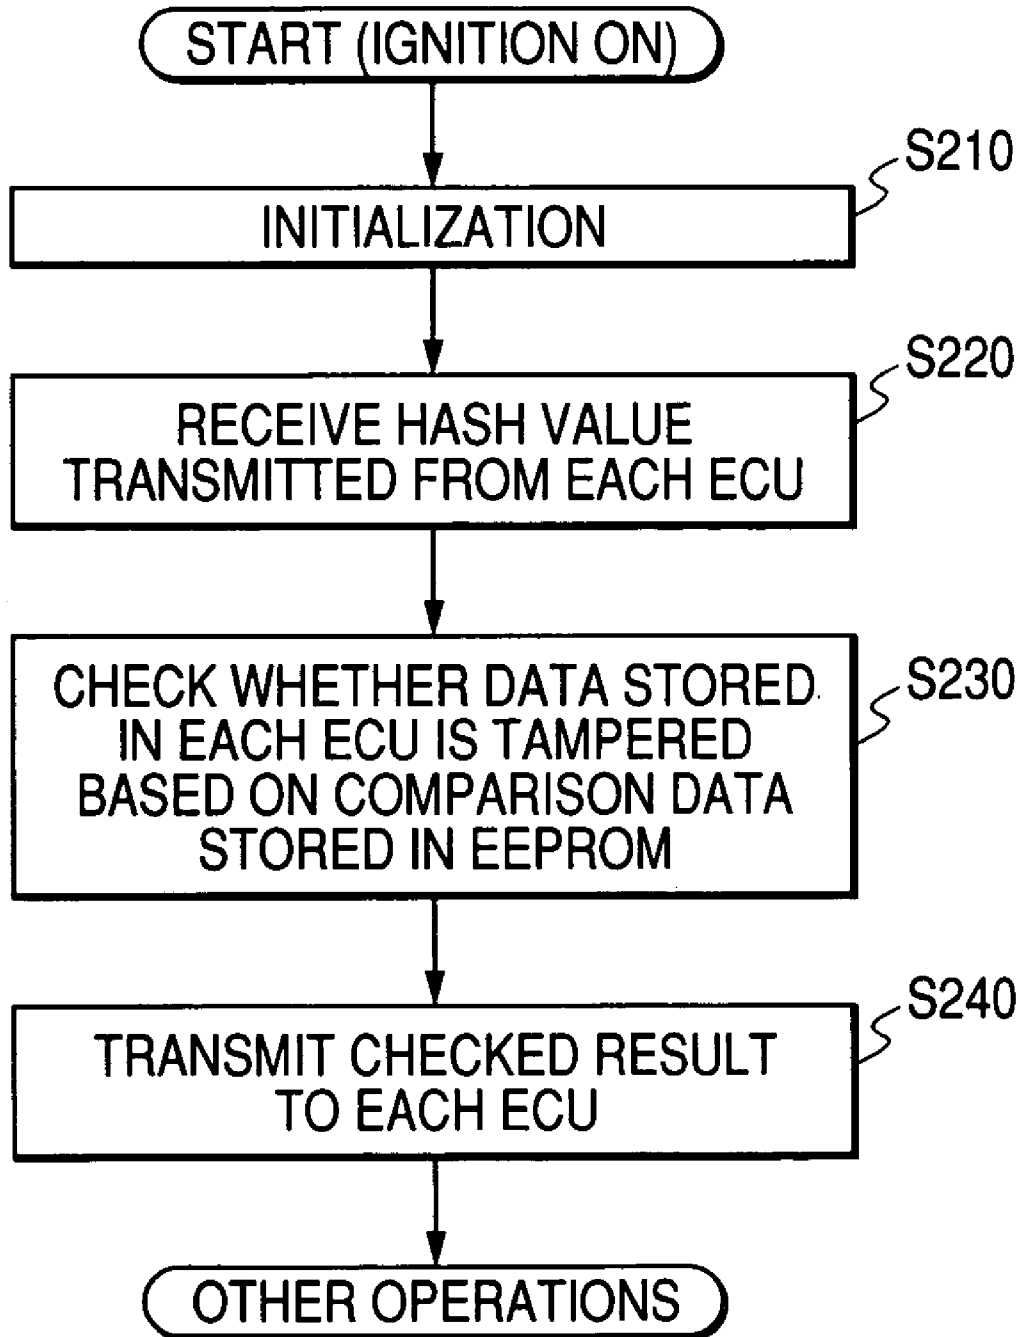 START (IGNITION ON)
S210
INITIALIZATION
S220
RECEIVE HASH VALUE
TRANSMITTED FROM EACH ECU
S230
CHECK WHETHER DATA STORED
IN EACH ECU IS TAMPERED
BASED ON COMPARISON DATA
STORED IN EEPROM
S240
TRANSMIT CHECKED RESULT
TO EACH ECU
OTHER OPERATIONS